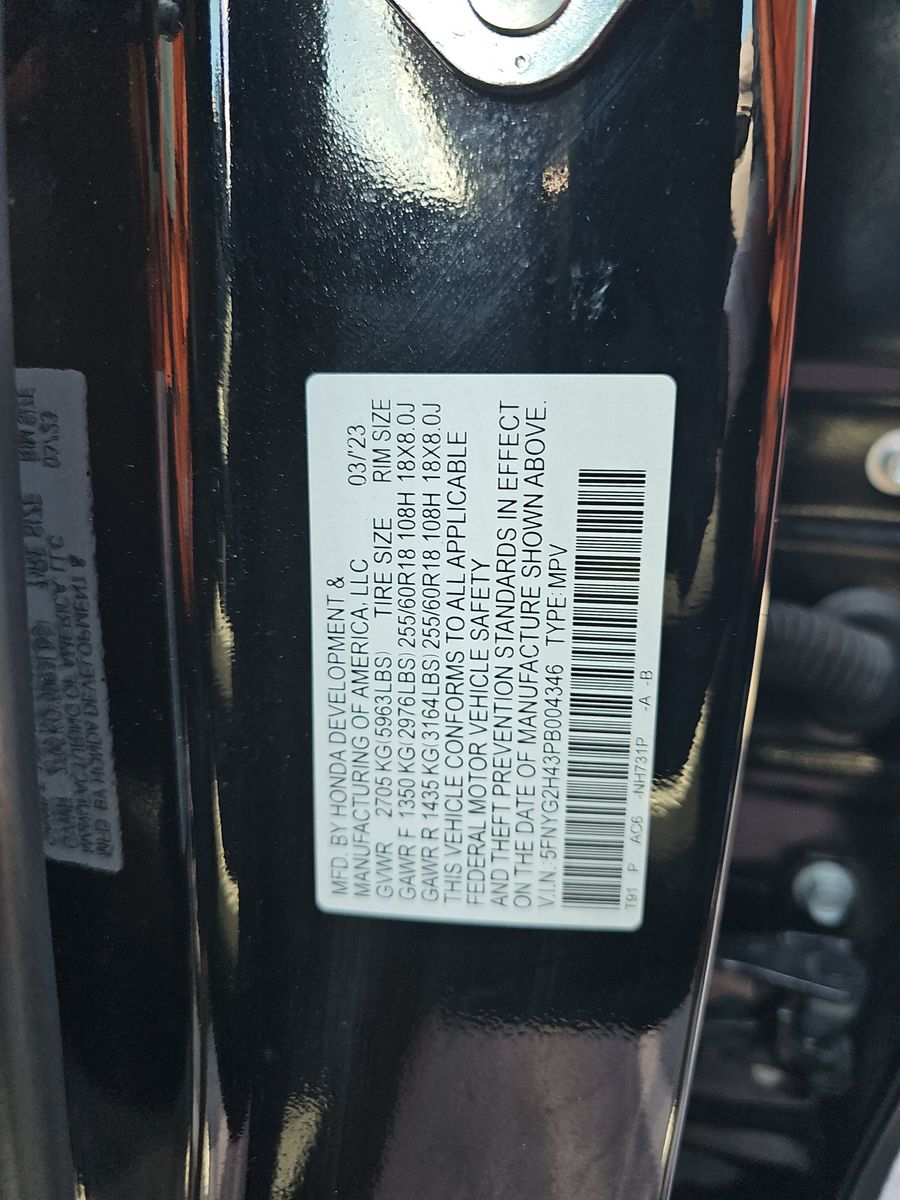 MFD. BY HONDA DEVELOPMENT &
MANUFACTURING OF AMERICA, LLC 03/'23
GVWR 2705 KG(5963LBS) TIRE SIZE RIM SIZE
GAWR F 1350 KG(2976LBS) 255/60R18 108H 18X8.0J
GAWR R 1435 KG(3164LBS) 255/60R18 108H 18X8.0J
THIS VEHICLE CONFORMS TO ALL APPLICABLE
FEDERAL MOTOR VEHICLE SAFETY
AND THEFT PREVENTION STANDARDS IN EFFECT
ON THE DATE OF MANUFACTURE SHOWN ABOVE.
V.I.N.: 5FNYG2H43PB004346 TYPE: MPV
T91 P AC6 -NH731P -A -B